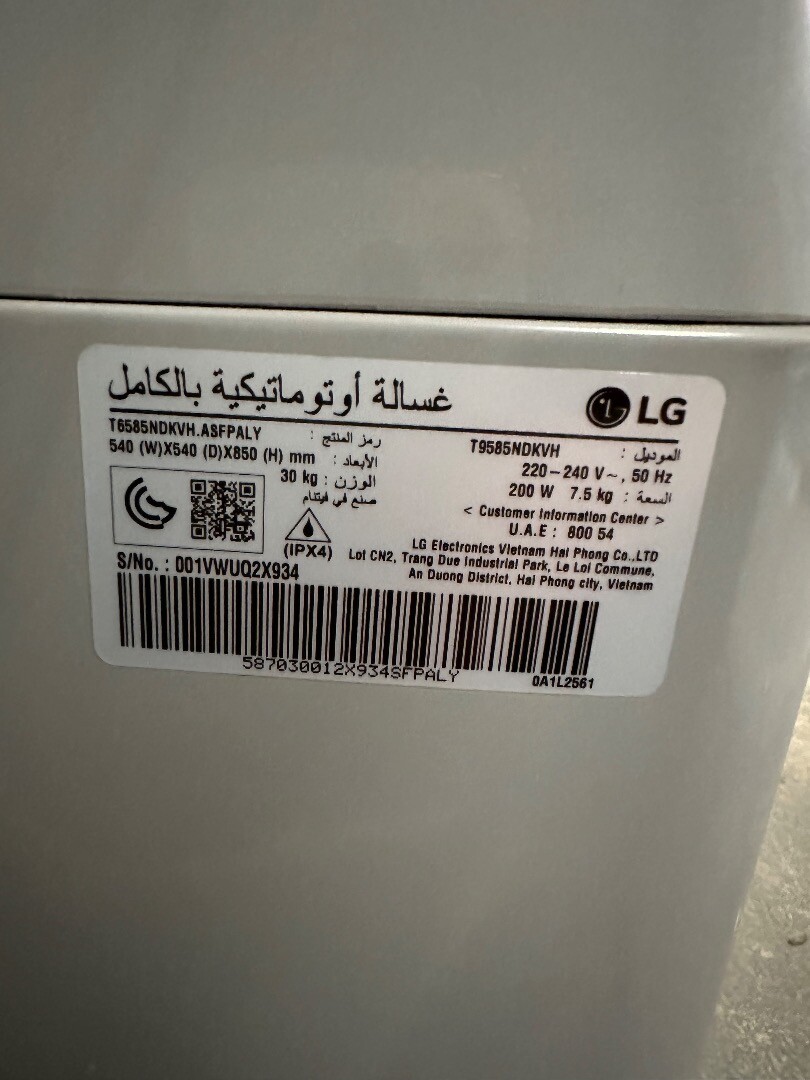 غسالة أوتوماتيكية بالكامل
LG
T6585NDKVH.ASFPALY رمز المنتج :
540 (W)X540 (D)X850 (H) mm الأبعاد :
30 kg الوزن :
صنع في فيتنام
(IPX4)
T9585NDKVH الموديل :
220-240 V~, 50 Hz
200 W 7.5 kg السعة :
< Customer Information Center >
U.A.E : 800 54
LG Electronics Vietnam Hai Phong Co.,LTD
Lot CN2, Trang Due Industrial Park, Le Loi Commune,
An Duong District, Hai Phong city, Vietnam
S/No. : 001VWUQ2X934
587030012X934SFPALY
0A1L2561